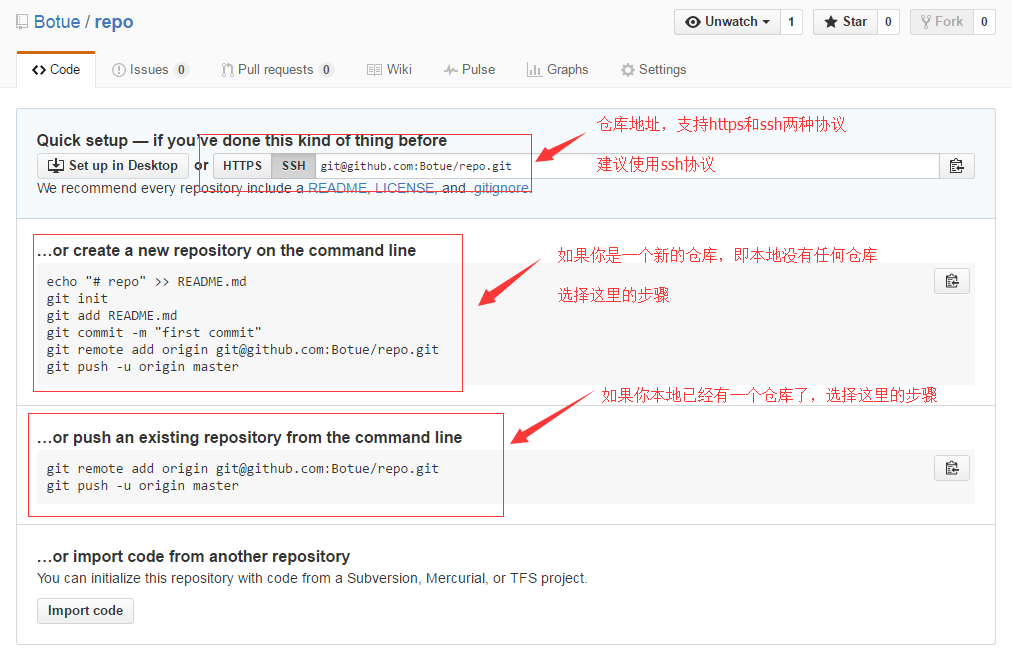 Botue / repo
Unwatch 1 Star 0 Fork 0
Code Issues 0 Pull requests 0 Wiki Pulse Graphs Settings
仓库地址，支持https和ssh两种协议
Quick setup — if you've done this kind of thing before
Set up in Desktop or HTTPS SSH git@github.com:Botue/repo.git
建议使用ssh协议
We recommend every repository include a README, LICENSE, and .gitignore.
…or create a new repository on the command line
如果你是一个新的仓库，即本地没有任何仓库
选择这里的步骤
echo "# repo" >> README.md
git init
git add README.md
git commit -m "first commit"
git remote add origin git@github.com:Botue/repo.git
git push -u origin master
如果你本地已经有一个仓库了，选择这里的步骤
…or push an existing repository from the command line
git remote add origin git@github.com:Botue/repo.git
git push -u origin master
…or import code from another repository
You can initialize this repository with code from a Subversion, Mercurial, or TFS project.
Import code